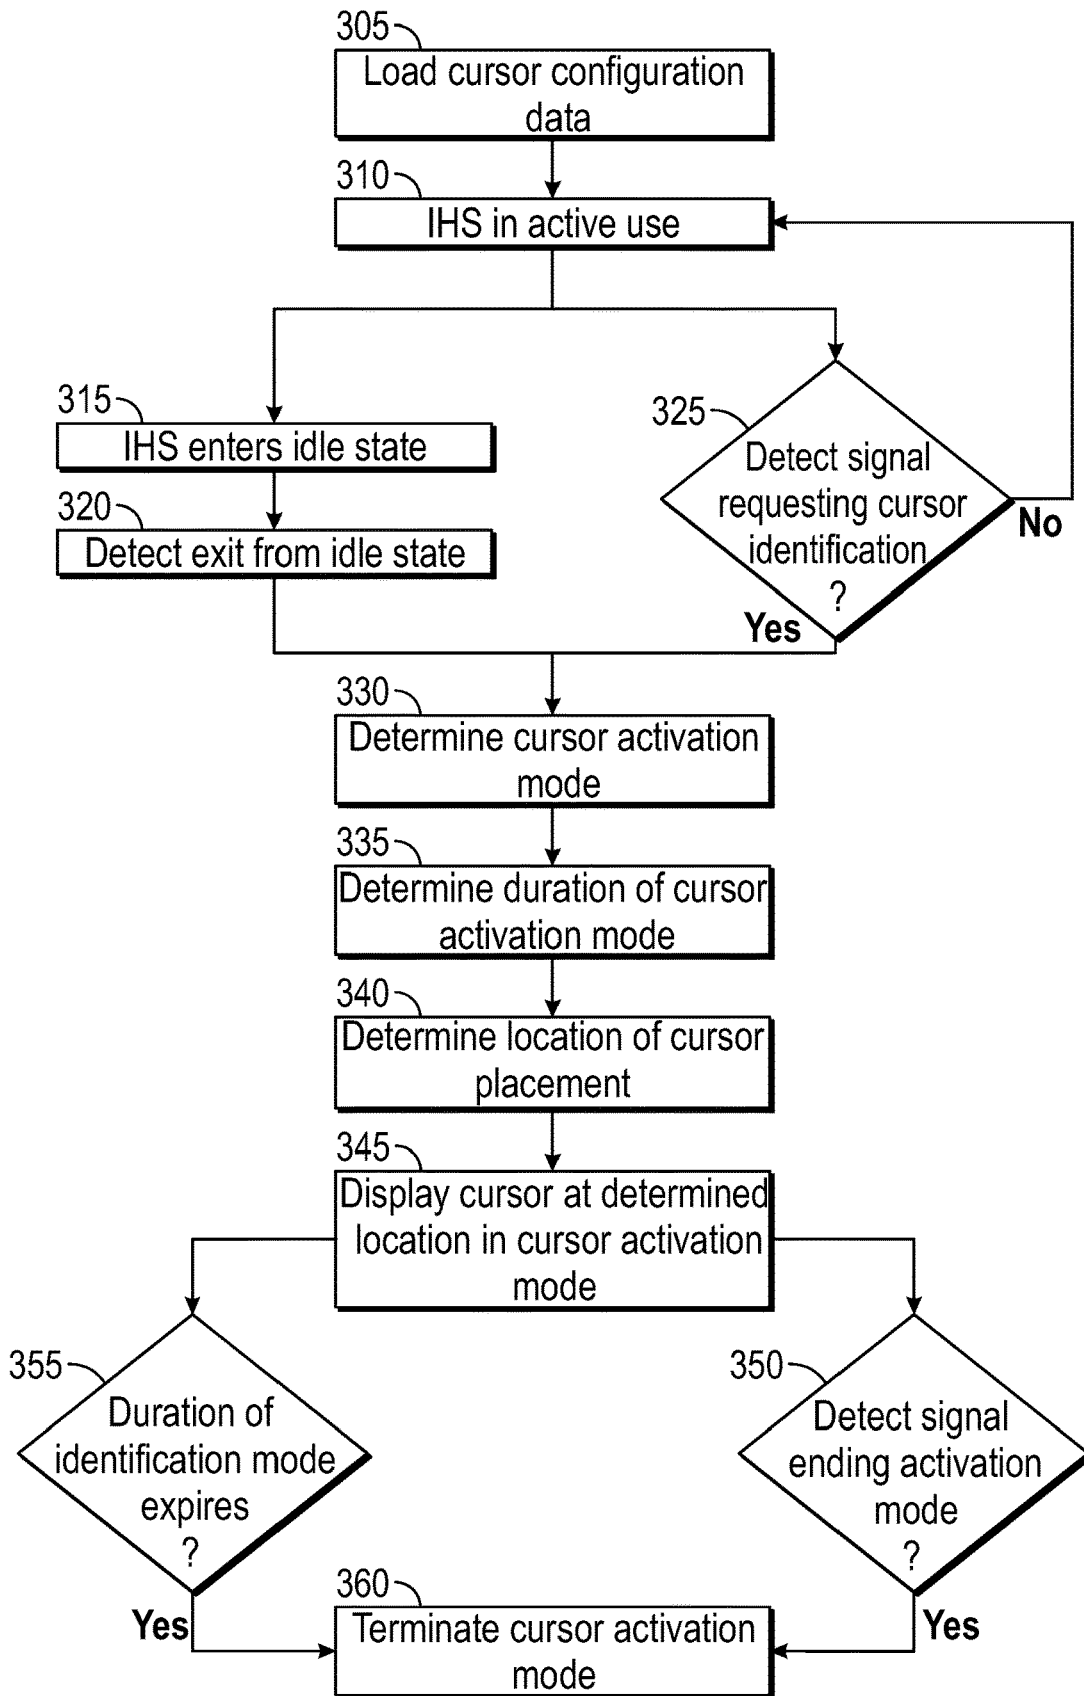 305
Load cursor configuration
data
310
IHS in active use
315
IHS enters idle state
320
Detect exit from idle state
325
Detect signal
requesting cursor
identification
?
No
Yes
330
Determine cursor activation
mode
335
Determine duration of cursor
activation mode
340
Determine location of cursor
placement
345
Display cursor at determined
location in cursor activation
mode
355
Duration of
identification mode
expires
?
Yes
350
Detect signal
ending activation
mode
?
Yes
360
Terminate cursor activation
mode